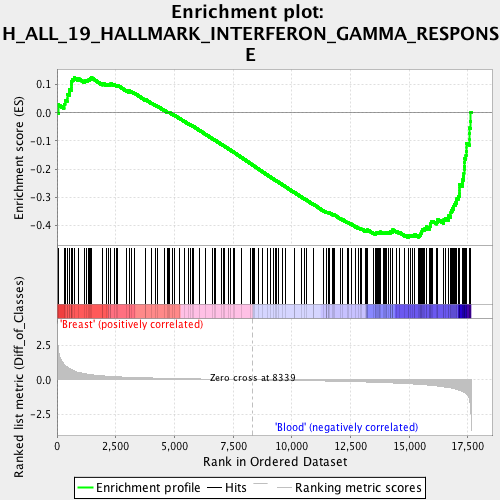 Enrichment plot:
H_ALL_19_HALLMARK_INTERFERON_GAMMA_RESPONS
E
Enrichment score (ES)
0.1
0.0
-0.1
-0.2
-0.3
-0.4
'Breast' (positively correlated)
Ranked list metric (Diff_of_Classes)
2.5
0.0
-2.5
Zero cross at 8339
'Blood' (negatively correlated)
0
2,500
5,000
7,500
10,000
12,500
15,000
17,500
Rank in Ordered Dataset
Enrichment profile
Hits
Ranking metric scores